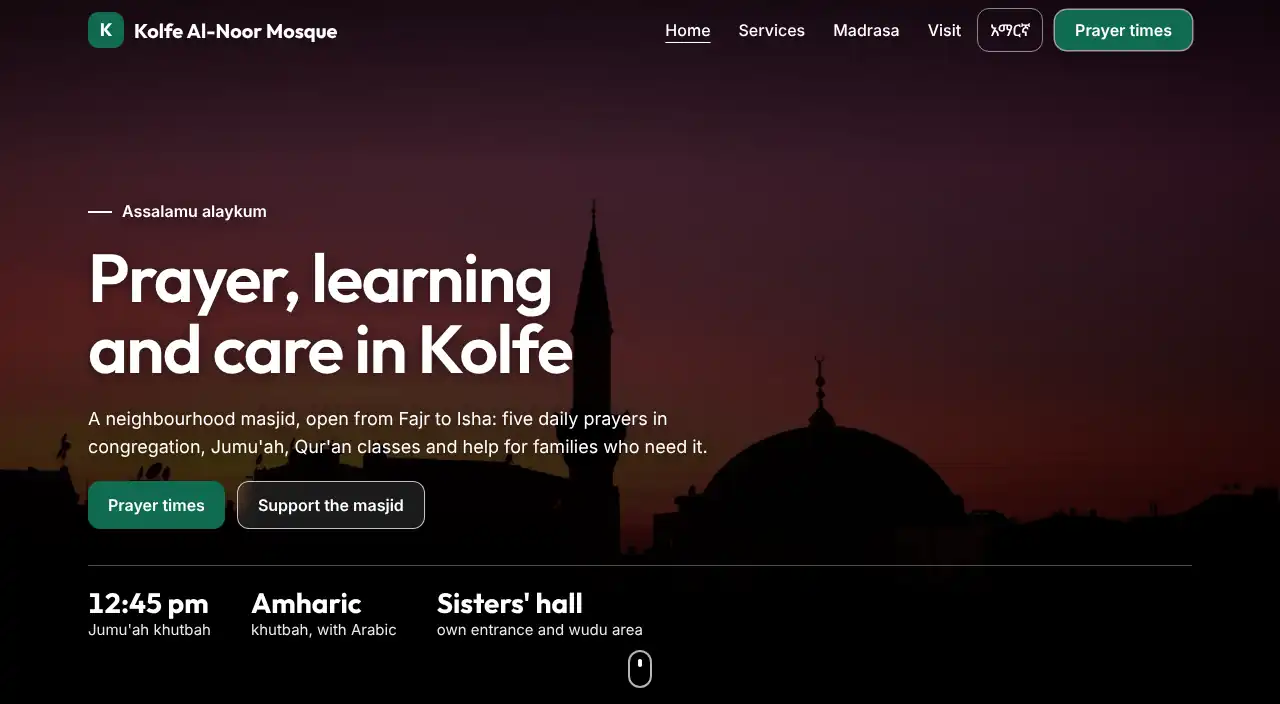 K
Kolfe Al-Noor Mosque
Home
Services
Madrasa
Visit
አማርኛ
Prayer times
Assalamu alaykum
Prayer, learning
and care in Kolfe
A neighbourhood masjid, open from Fajr to Isha: five daily prayers in
congregation, Jumu'ah, Qur'an classes and help for families who need it.
Prayer times
Support the masjid
12:45 pm
Jumu'ah khutbah
Amharic
khutbah, with Arabic
Sisters' hall
own entrance and wudu area